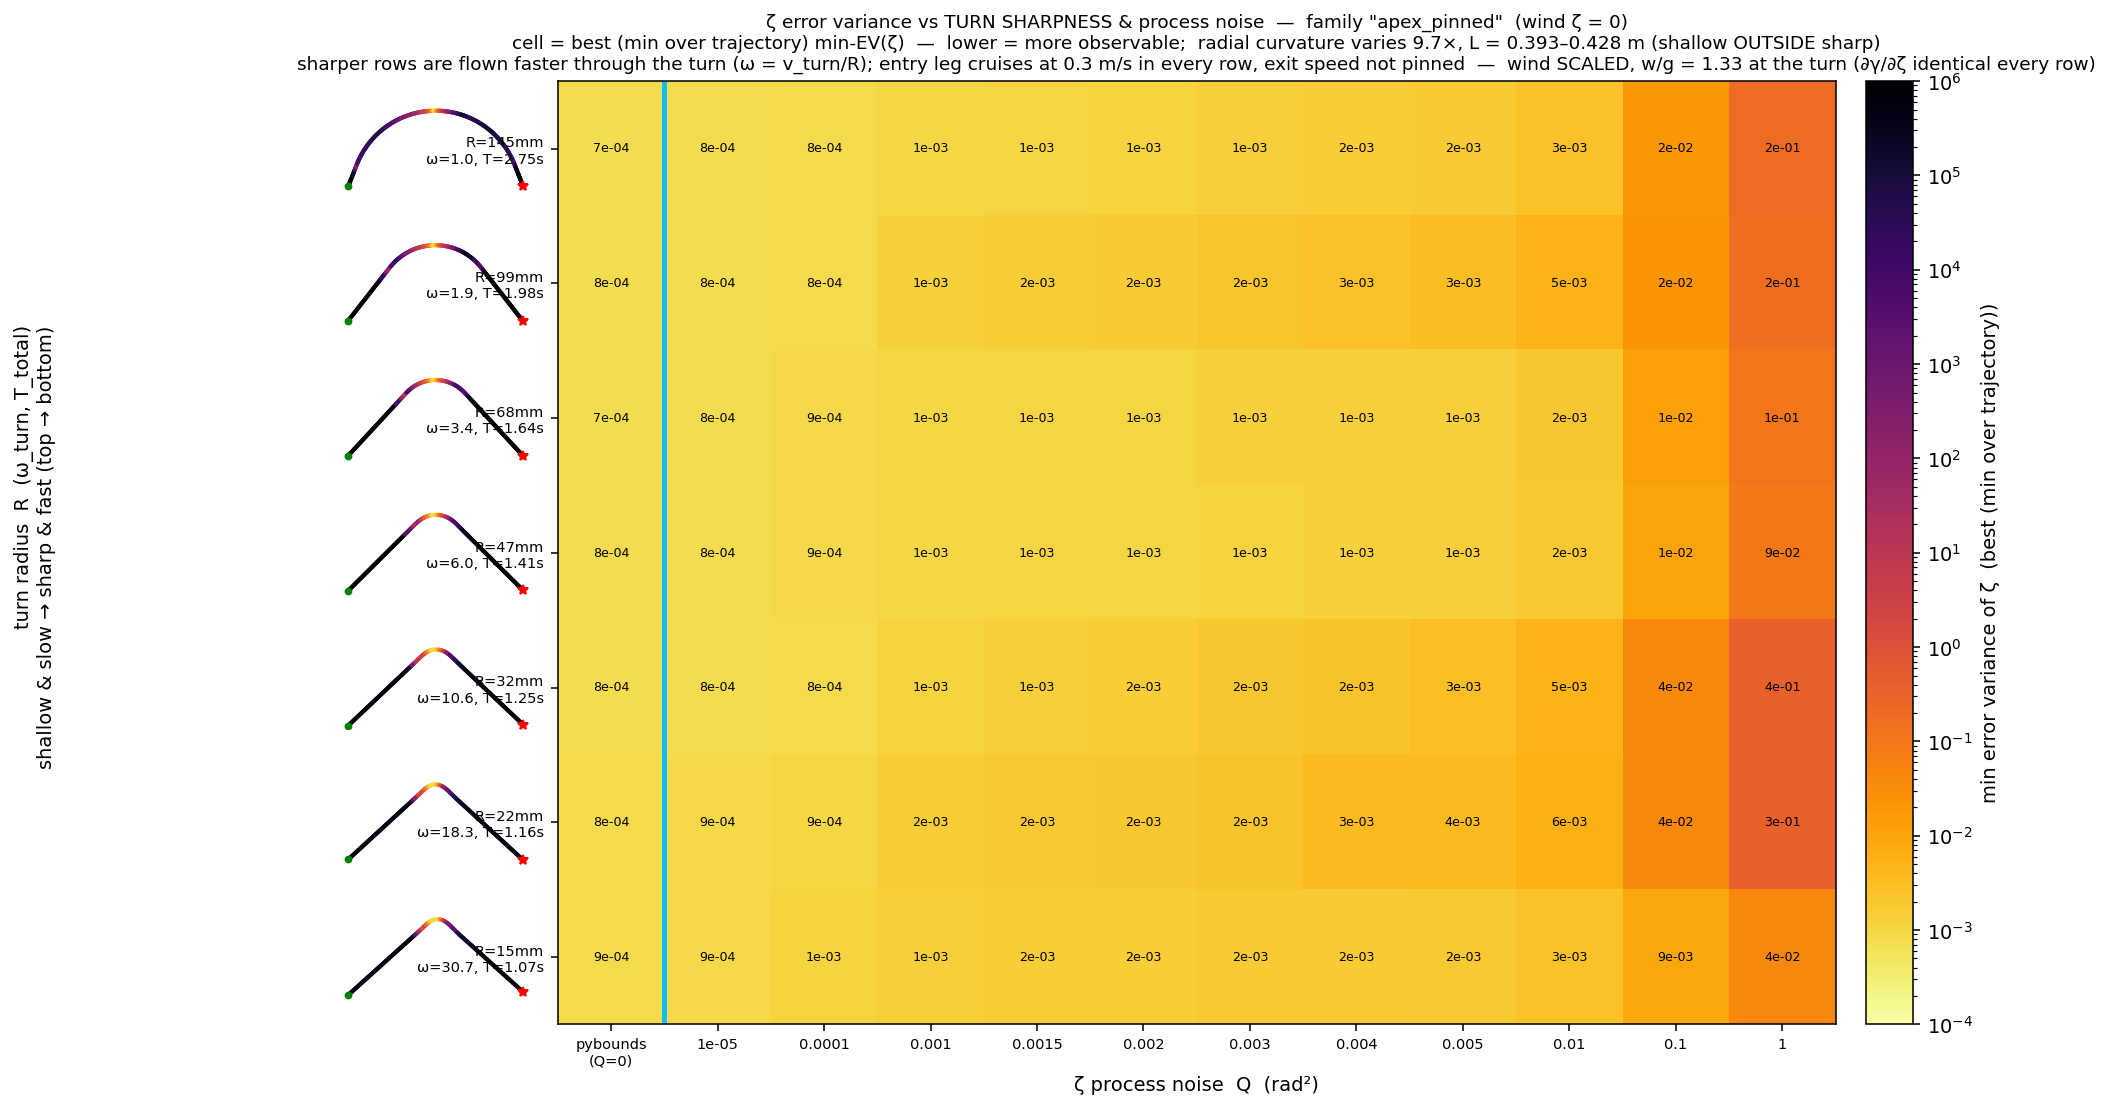 ζ error variance vs TURN SHARPNESS & process noise — family "apex_pinned" (wind ζ = 0)
cell = best (min over trajectory) min-EV(ζ) — lower = more observable; radial curvature varies 9.7×, L = 0.393–0.428 m (shallow OUTSIDE sharp)
sharper rows are flown faster through the turn (ω = v_turn/R); entry leg cruises at 0.3 m/s in every row, exit speed not pinned — wind SCALED, w/g = 1.33 at the turn (∂γ/∂ζ identical every row)
turn radius R (ω_turn, T_total)
shallow & slow → sharp & fast (top → bottom)
R=145mm
ω=1.0, T=2.75s
7e-04 8e-04 8e-04 1e-03 1e-03 1e-03 1e-03 2e-03 2e-03 3e-03 2e-02 2e-01
R=99mm
ω=1.9, T=1.98s
8e-04 8e-04 8e-04 1e-03 2e-03 2e-03 2e-03 3e-03 3e-03 5e-03 2e-02 2e-01
R=68mm
ω=3.4, T=1.64s
7e-04 8e-04 9e-04 1e-03 1e-03 1e-03 1e-03 1e-03 1e-03 2e-03 1e-02 1e-01
R=47mm
ω=6.0, T=1.41s
8e-04 8e-04 9e-04 1e-03 1e-03 1e-03 1e-03 1e-03 1e-03 2e-03 1e-02 9e-02
R=32mm
ω=10.6, T=1.25s
8e-04 8e-04 8e-04 1e-03 1e-03 2e-03 2e-03 2e-03 3e-03 5e-03 4e-02 4e-01
R=22mm
ω=18.3, T=1.16s
8e-04 9e-04 9e-04 2e-03 2e-03 2e-03 2e-03 3e-03 4e-03 6e-03 4e-02 3e-01
R=15mm
ω=30.7, T=1.07s
9e-04 9e-04 1e-03 1e-03 2e-03 2e-03 2e-03 2e-03 2e-03 3e-03 9e-03 4e-02
pybounds 1e-05 0.0001 0.001 0.0015 0.002 0.003 0.004 0.005 0.01 0.1 1
(Q=0)
ζ process noise Q (rad²)
10⁶
10⁵
10⁴
10³
10²
10¹
10⁰
10⁻¹
10⁻²
10⁻³
10⁻⁴
min error variance of ζ (best (min over trajectory))